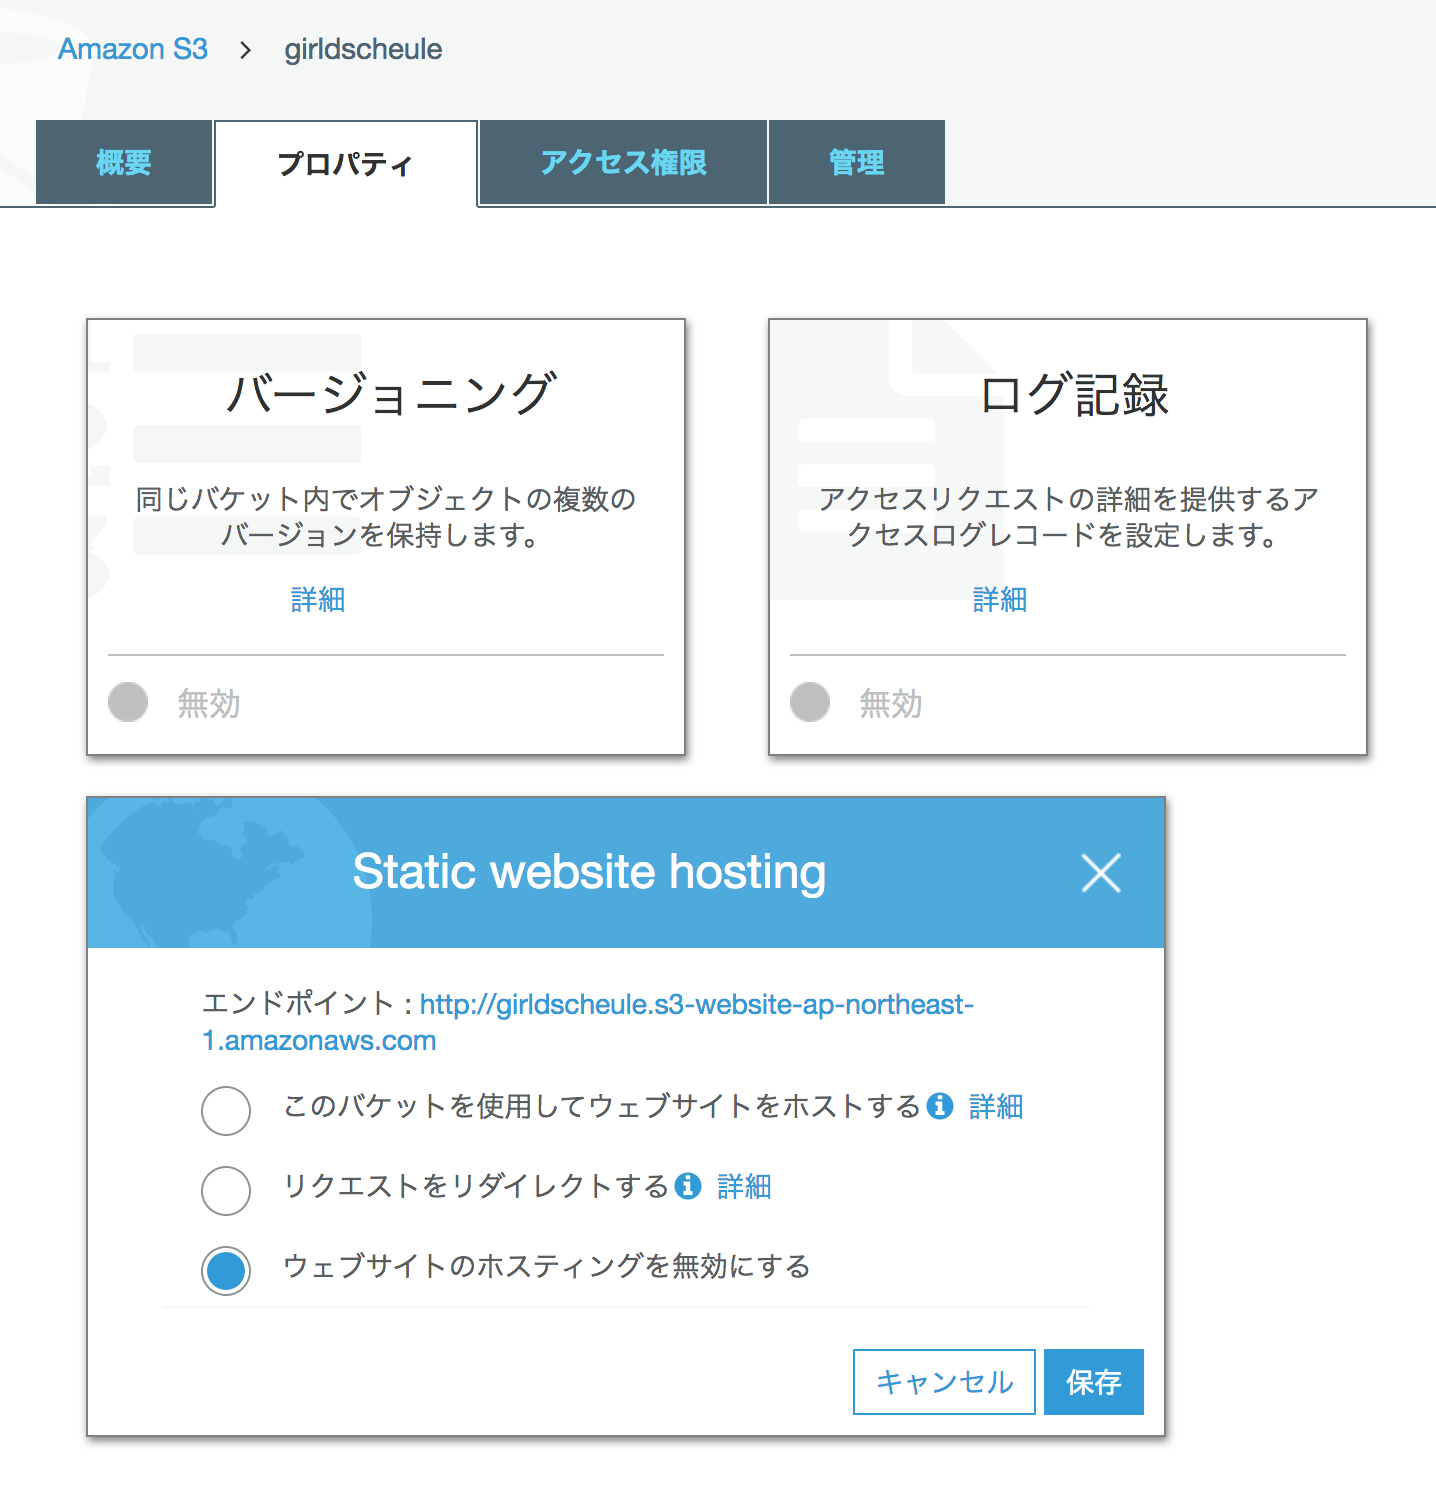 Amazon S3 > girldscheule
概要 プロパティ アクセス権限 管理
バージョニング
同じバケット内でオブジェクトの複数の
バージョンを保持します。
詳細
無効
ログ記録
アクセスリクエストの詳細を提供するア
クセスログレコードを設定します。
詳細
無効
Static website hosting
エンドポイント : http://girldscheule.s3-website-ap-northeast-
1.amazonaws.com
このバケットを使用してウェブサイトをホストする 詳細
リクエストをリダイレクトする 詳細
ウェブサイトのホスティングを無効にする
キャンセル 保存